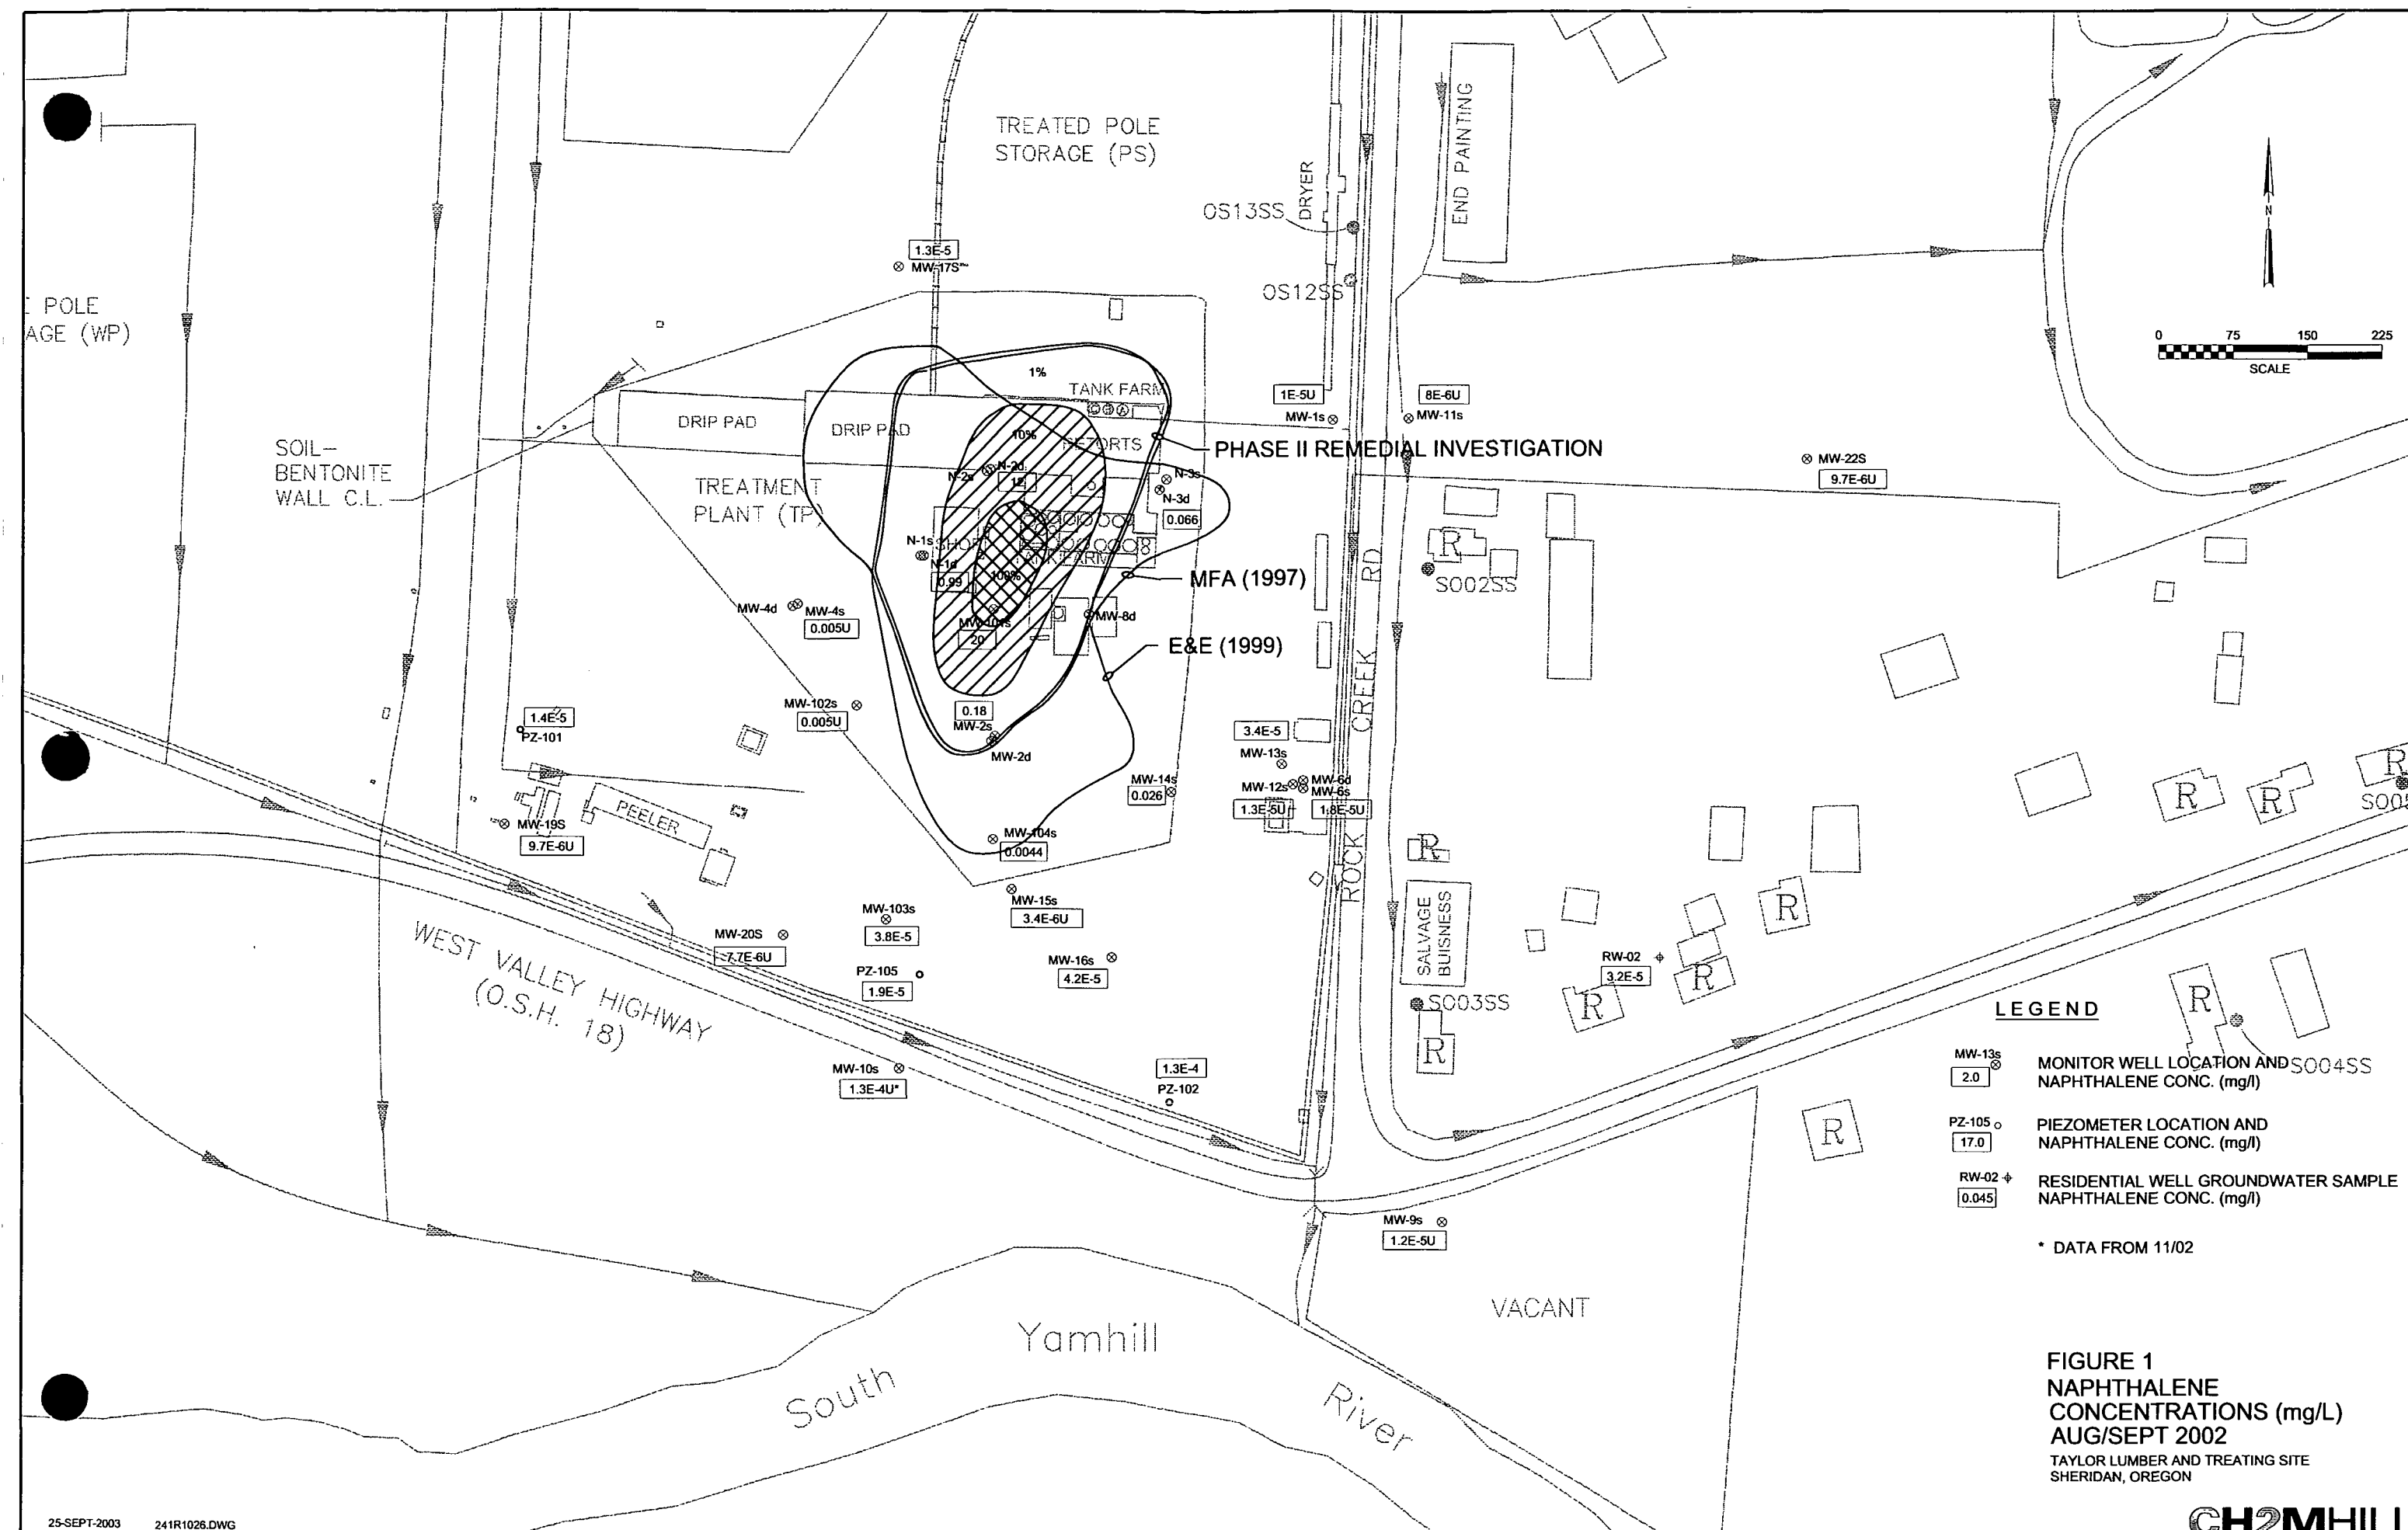 TREATED POLE
STORAGE (PS)
END PAINTING
DRYER
OS13SS
OS12SS
N
0 75 150 225
SCALE
E POLE
AGE (WP)
1.3E-5
MW-17S
1%
TANK FARM
C B A
DRIP PAD
DRIP PAD
10%
RETORTS
PHASE II REMEDIAL INVESTIGATION
1E-5U
MW-1s
8E-6U
MW-11s
MW-22S
9.7E-6U
SOIL-
BENTONITE
WALL C.L.
TREATMENT
PLANT (TP)
N-2s
N-2d
12
N-3s
N-3d
0.066
N-1s
SHOP
N-1d
0.99
TANK FARM
100%
MFA (1997)
MW-4d
MW-4s
0.005U
MW-101s
20
MW-8d
E&E (1999)
R
SO02SS
ROCK CREEK RD
MW-102s
0.005U
0.18
MW-2s
MW-2d
1.4E-5
PZ-101
3.4E-5
MW-13s
MW-14s
0.026
MW-12s
MW-6d
MW-6s
1.3E-5U
1.8E-5U
PEELER
MW-19S
9.7E-6U
MW-104s
0.0044
R
R
R
R
SO05
SALVAGE
BUISNESS
R
MW-15s
3.4E-6U
MW-103s
3.8E-5
MW-20S
7.7E-6U
PZ-105
1.9E-5
MW-16s
4.2E-5
RW-02
3.2E-5
R
R
SO03SS
R
R
SO04SS
WEST VALLEY HIGHWAY
(O.S.H. 18)
MW-10s
1.3E-4U*
1.3E-4
PZ-102
R
MW-9s
1.2E-5U
VACANT
South Yamhill River
LEGEND
MW-13s
2.0
MONITOR WELL LOCATION AND
NAPHTHALENE CONC. (mg/l)
PZ-105
17.0
PIEZOMETER LOCATION AND
NAPHTHALENE CONC. (mg/l)
RW-02
0.045
RESIDENTIAL WELL GROUNDWATER SAMPLE
NAPHTHALENE CONC. (mg/l)
* DATA FROM 11/02
FIGURE 1
NAPHTHALENE
CONCENTRATIONS (mg/L)
AUG/SEPT 2002
TAYLOR LUMBER AND TREATING SITE
SHERIDAN, OREGON
25-SEPT-2003 241R1026.DWG
CH2MHILL